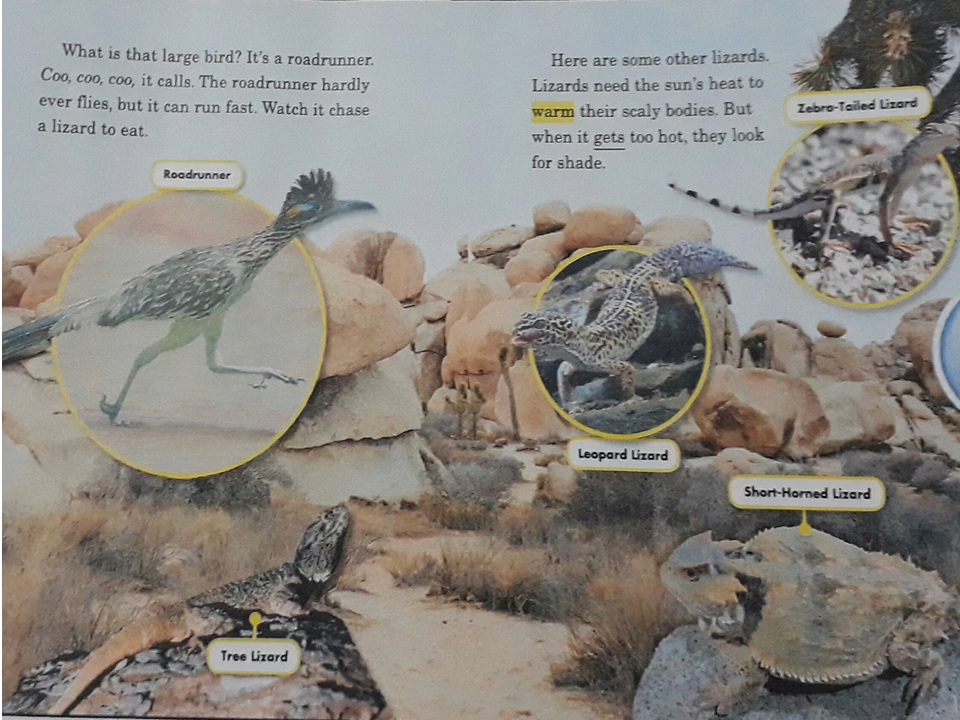 What is that large bird? It's a roadrunner.
Coo, coo, coo, it calls. The roadrunner hardly
ever flies, but it can run fast. Watch it chase
a lizard to eat.
Here are some other lizards.
Lizards need the sun's heat to
warm their scaly bodies. But
when it gets too hot, they look
for shade.
Zebra-Tailed Lizard
Roadrunner
Leopard Lizard
Short-Horned Lizard
Tree Lizard